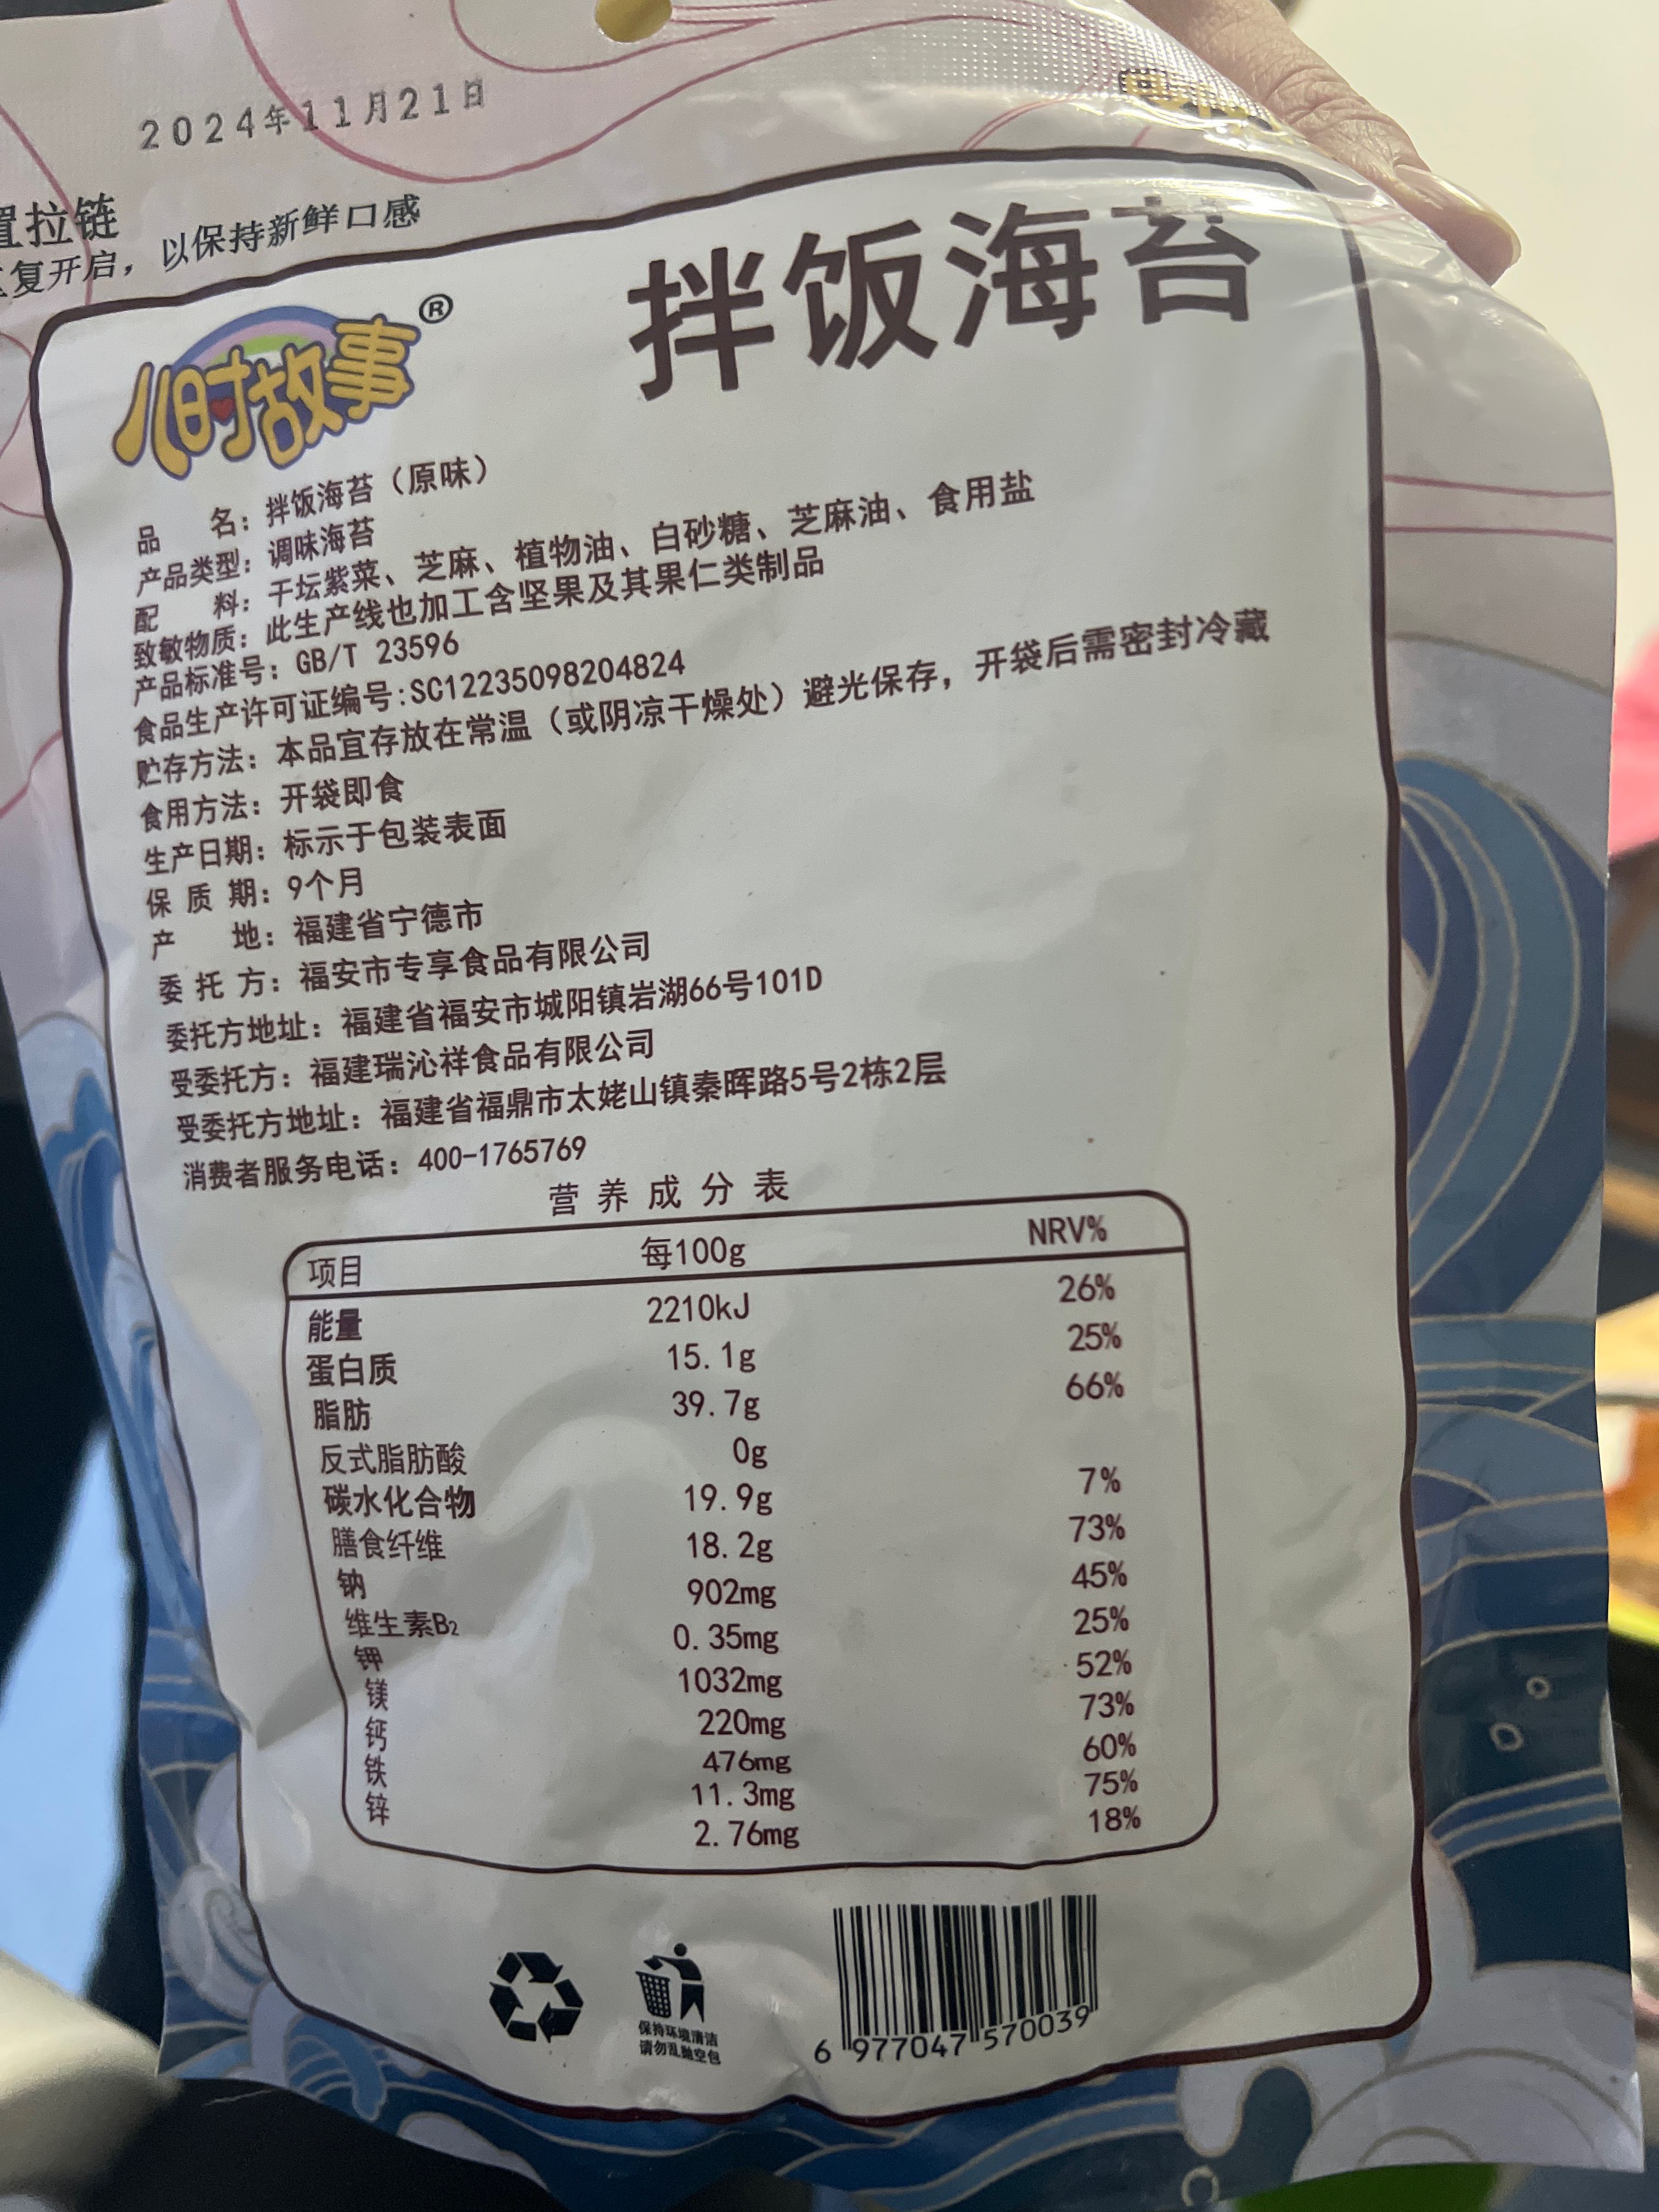 2024年11月21日
拉链
复开启，以保持新鲜口感
儿时故事®
拌饭海苔
品 名：拌饭海苔（原味）
产品类型：调味海苔
配 料：干坛紫菜、芝麻、植物油、白砂糖、芝麻油、食用盐
致敏物质：此生产线也加工含坚果及其果仁类制品
产品标准号：GB/T 23596
食品生产许可证编号:SC12235098204824
贮存方法：本品宜存放在常温（或阴凉干燥处）避光保存，开袋后需密封冷藏
食用方法：开袋即食
生产日期：标示于包装表面
保 质 期：9个月
产 地：福建省宁德市
委 托 方：福安市专享食品有限公司
委托方地址：福建省福安市城阳镇岩湖66号101D
受委托方：福建瑞沁祥食品有限公司
受委托方地址：福建省福鼎市太姥山镇秦晖路5号2栋2层
消费者服务电话：400-1765769
营 养 成 分 表
项目 每100g NRV%
能量 2210kJ 26%
蛋白质 15.1g 25%
脂肪 39.7g 66%
反式脂肪酸 0g
碳水化合物 19.9g 7%
膳食纤维 18.2g 73%
钠 902mg 45%
维生素B₂ 0.35mg 25%
钾 1032mg 52%
镁 220mg 73%
钙 476mg 60%
铁 11.3mg 75%
锌 2.76mg 18%
保持环境清洁
请勿乱抛空包
6 977047 570039